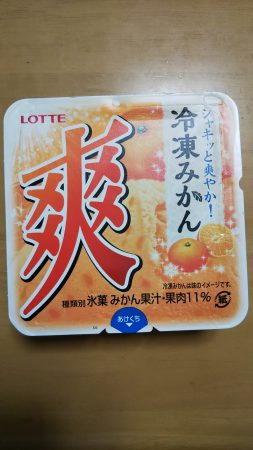 LOTTE
爽
シャキッと爽やか!
冷凍みかん
冷凍みかんは味のイメージです。
種類別 氷菓 みかん果汁・果肉11%
紙
あけくち